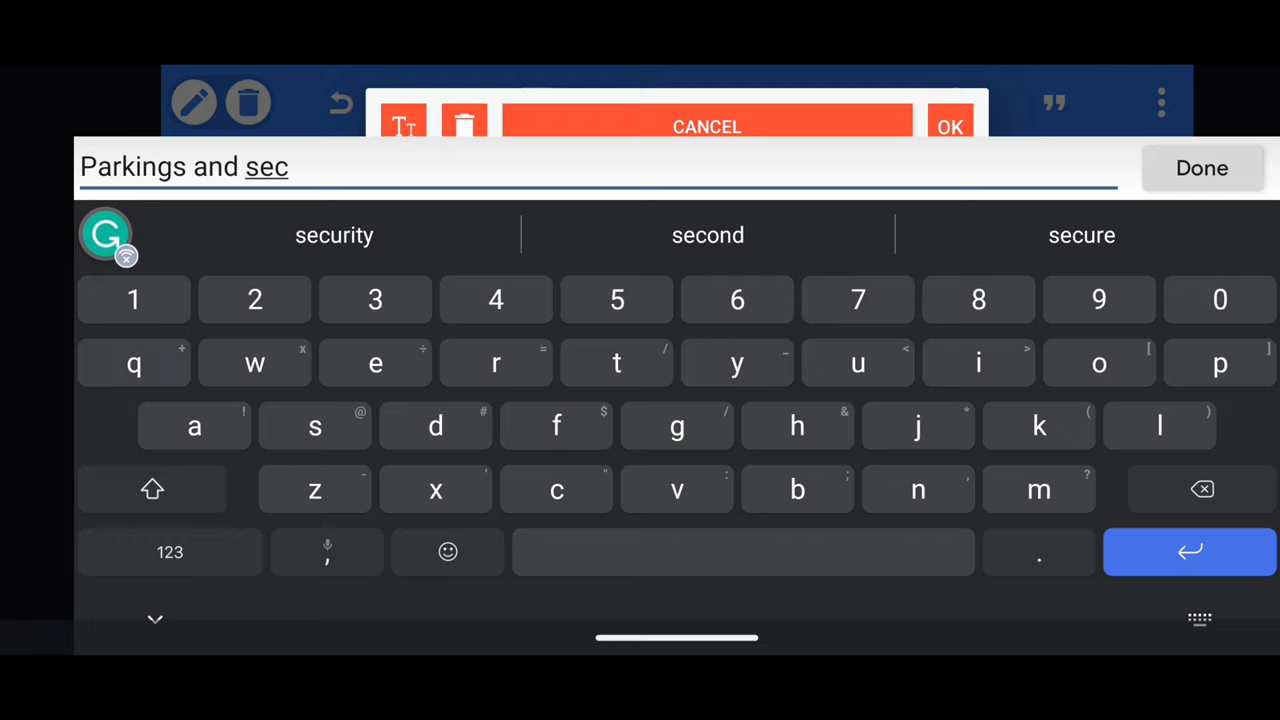 Tт
CANCEL
OK
Parkings and sec
Done
security second secure
1 2 3 4 5 6 7 8 9 0
q + w x e ÷ r = t / y _ u < i > o [ p ]
a ! s @ d # f $ g / h & j * k ( l )
z - x ' c " v : b ; n , m ?
123 , .